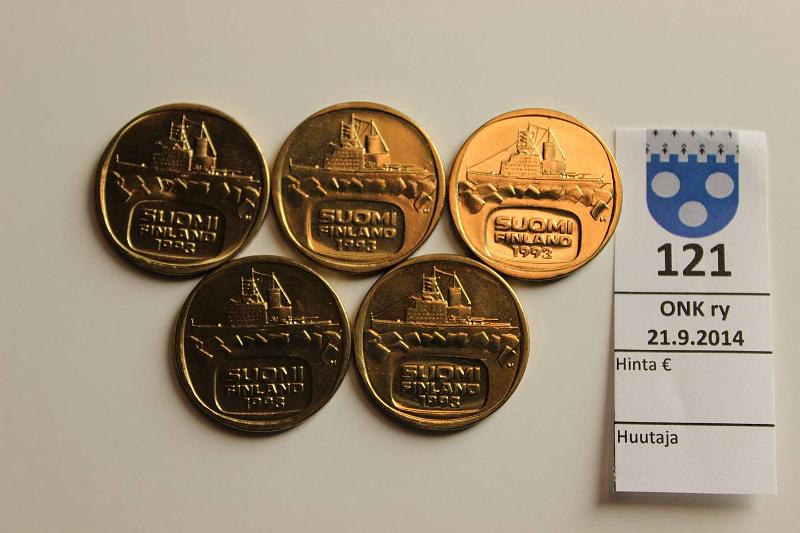 SUOMI
FINLAND
1993
SUOMI
FINLAND
1993
SUOMI
FINLAND
1993
SUOMI
FINLAND
1993
SUOMI
FINLAND
1993
121
ONK ry
21.9.2014
Hinta €
Huutaja